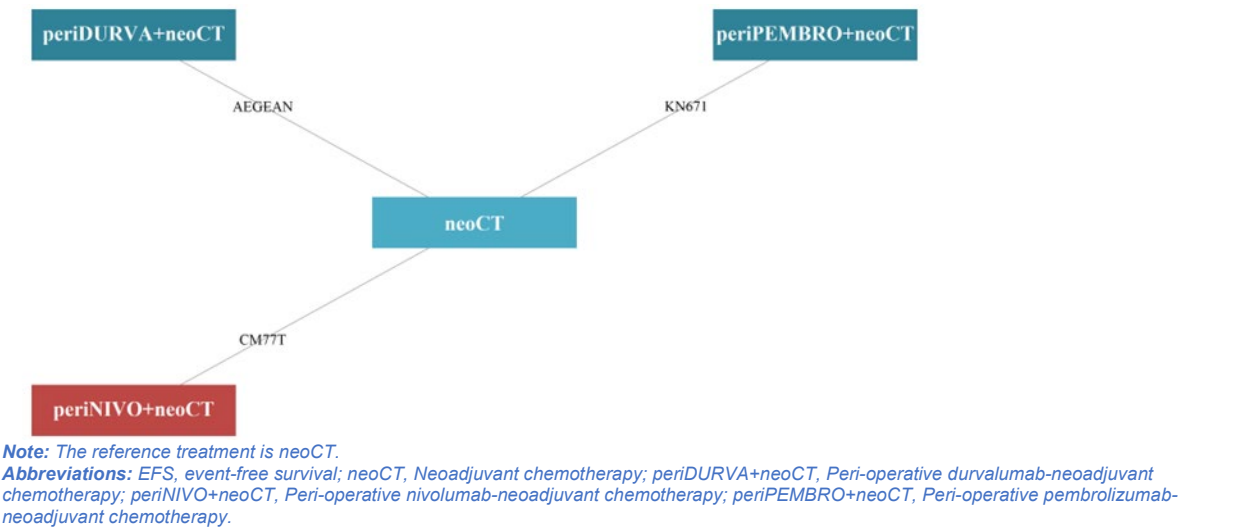 periDURVA+neoCT
periPEMBRO+neoCT
AEGEAN
KN671
neoCT
CM77T
periNIVO+neoCT
Note: The reference treatment is neoCT.
Abbreviations: EFS, event-free survival; neoCT, Neoadjuvant chemotherapy; periDURVA+neoCT, Peri-operative durvalumab-neoadjuvant
chemotherapy; periNIVO+neoCT, Peri-operative nivolumab-neoadjuvant chemotherapy; periPEMBRO+neoCT, Peri-operative pembrolizumab-
neoadjuvant chemotherapy.